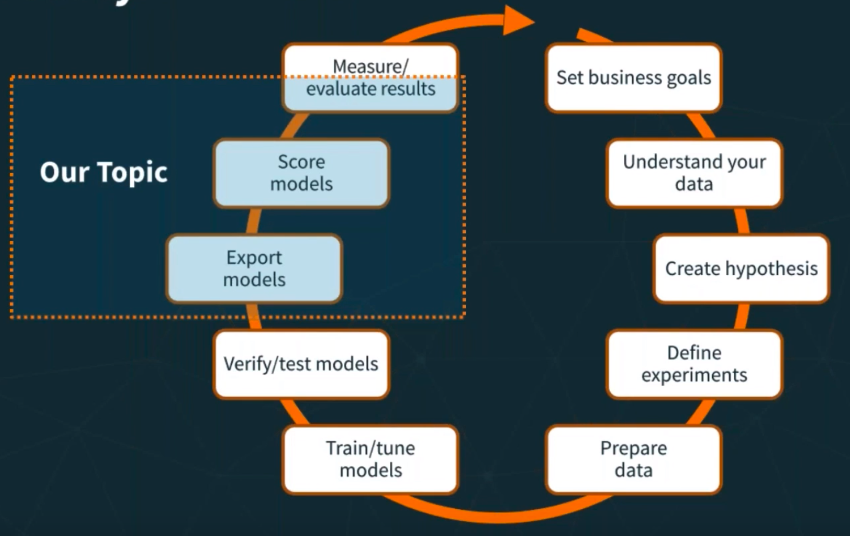 Measure/
evaluate results
Set business goals
Our Topic
Score
models
Understand your
data
Export
models
Create hypothesis
Verify/test models
Define
experiments
Train/tune
models
Prepare
data